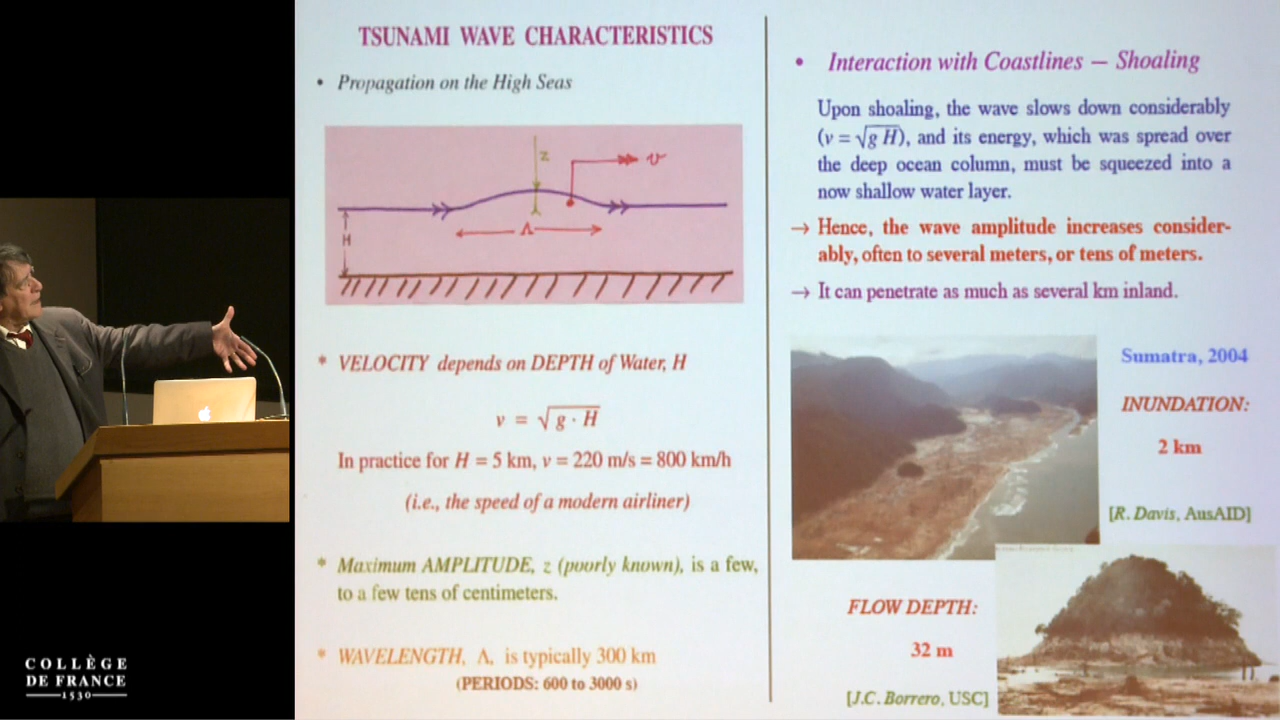 TSUNAMI WAVE CHARACTERISTICS
• Propagation on the High Seas
z
v
H
Λ
* VELOCITY depends on DEPTH of Water, H
v = √g · H
In practice for H = 5 km, v = 220 m/s = 800 km/h
(i.e., the speed of a modern airliner)
* Maximum AMPLITUDE, z (poorly known), is a few,
to a few tens of centimeters.
* WAVELENGTH, Λ, is typically 300 km
(PERIODS: 600 to 3000 s)
• Interaction with Coastlines — Shoaling
Upon shoaling, the wave slows down considerably
(v = √g H), and its energy, which was spread over
the deep ocean column, must be squeezed into a
now shallow water layer.
→ Hence, the wave amplitude increases consider-
ably, often to several meters, or tens of meters.
→ It can penetrate as much as several km inland.
Sumatra, 2004
INUNDATION:
2 km
[R. Davis, AusAID]
FLOW DEPTH:
32 m
[J.C. Borrero, USC]
COLLÈGE
DE FRANCE
1530